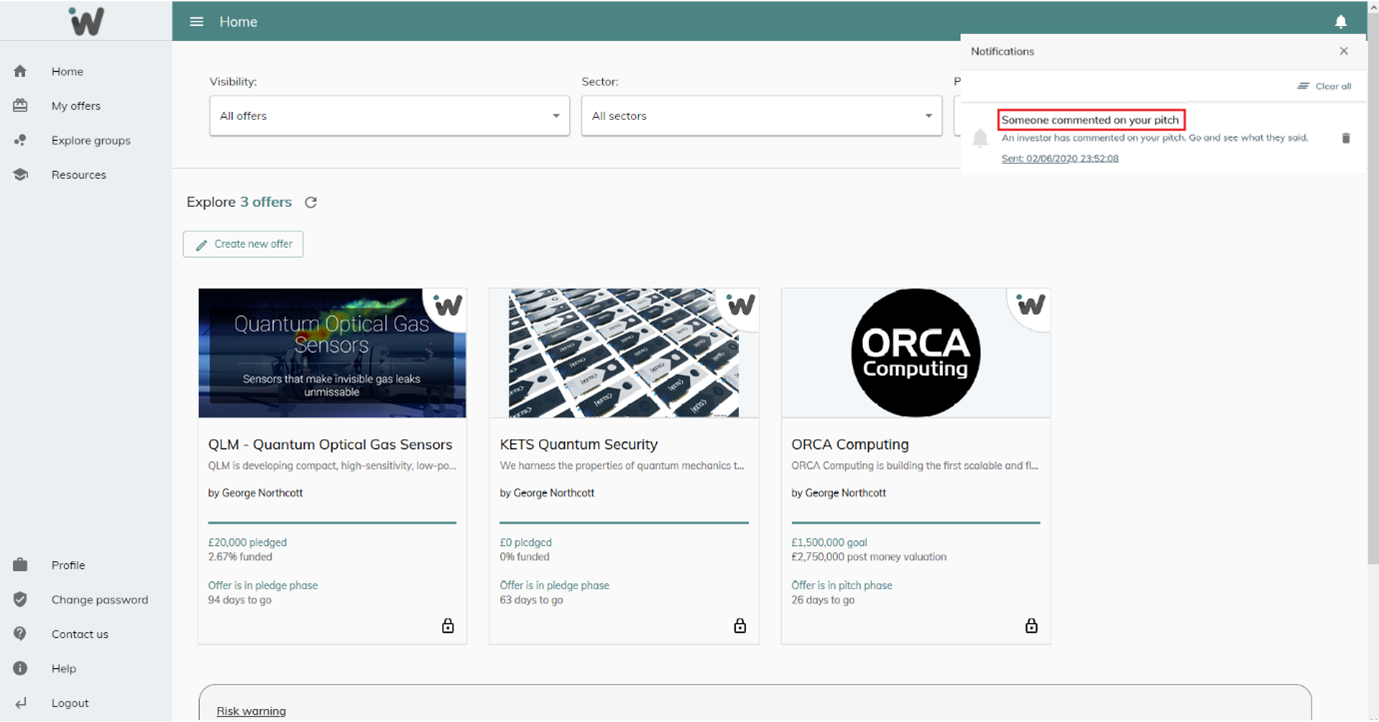 W
Home
Notifications
Clear all
Someone commented on your pitch
An investor has commented on your pitch. Go and see what they said.
Sent: 02/06/2020 23:52:08
Home
My offers
Explore groups
Resources
Profile
Change password
Contact us
Help
Logout
Visibility:
All offers
Sector:
All sectors
P
Explore 3 offers
Create new offer
W
Quantum Optical Gas
Sensors
Sensors that make invisible gas leaks
unmissable
QLM - Quantum Optical Gas Sensors
QLM is developing compact, high-sensitivity, low-po...
by George Northcott
£20,000 pledged
2.67% funded
Offer is in pledge phase
94 days to go
W
KETS Quantum Security
We harness the properties of quantum mechanics t...
by George Northcott
£0 pledged
0% funded
Offer is in pledge phase
63 days to go
W
ORCA
Computing
ORCA Computing
ORCA Computing is building the first scalable and fl...
by George Northcott
£1,500,000 goal
£2,750,000 post money valuation
Offer is in pitch phase
26 days to go
Risk warning